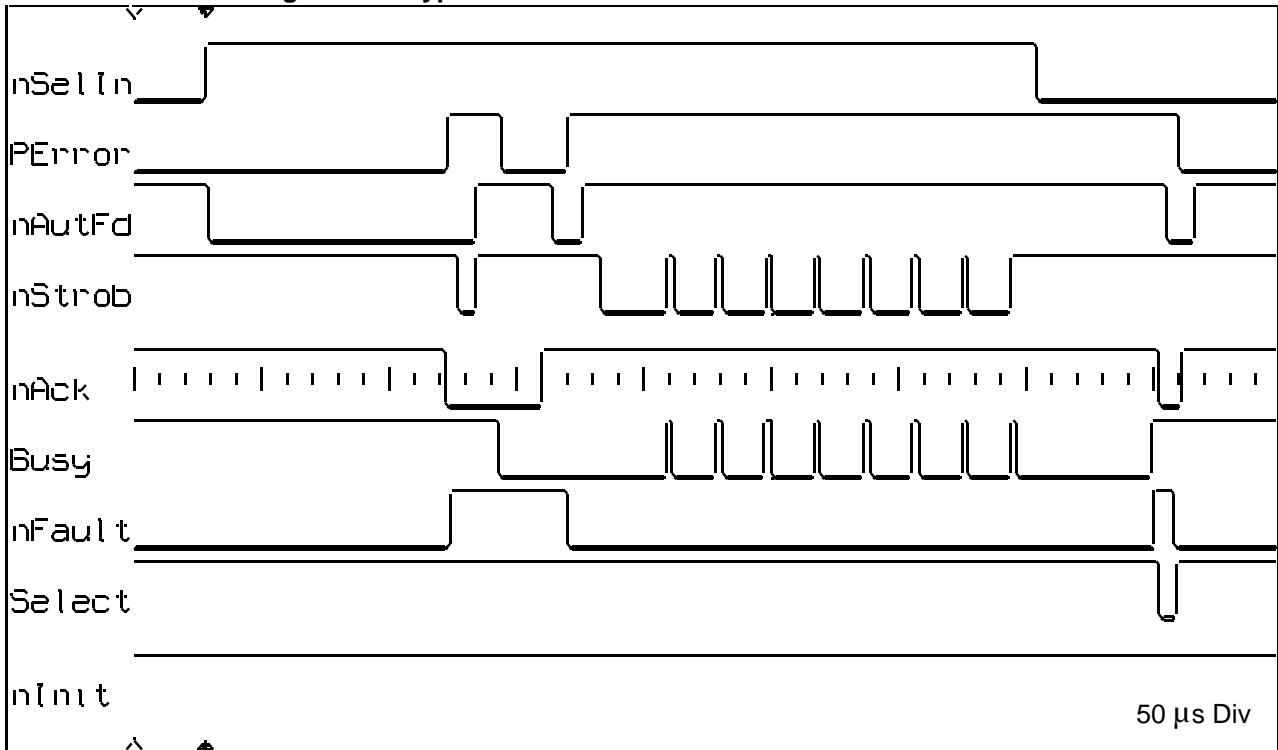 nSelIn
PError
nAutFd
nStrob
nAck
Busy
nFault
Select
nInit
50 µs Div